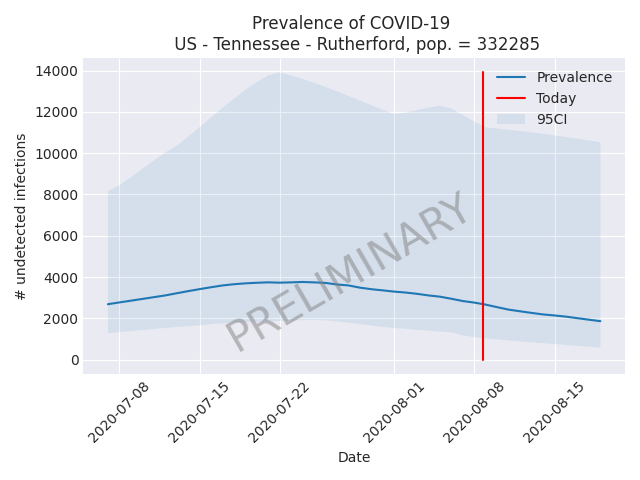 Prevalence of COVID-19
US - Tennessee - Rutherford, pop. = 332285
# undetected infections
14000
12000
10000
8000
6000
4000
2000
0
Prevalence
Today
95CI
PRELIMINARY
2020-07-08
2020-07-15
2020-07-22
2020-08-01
2020-08-08
2020-08-15
Date